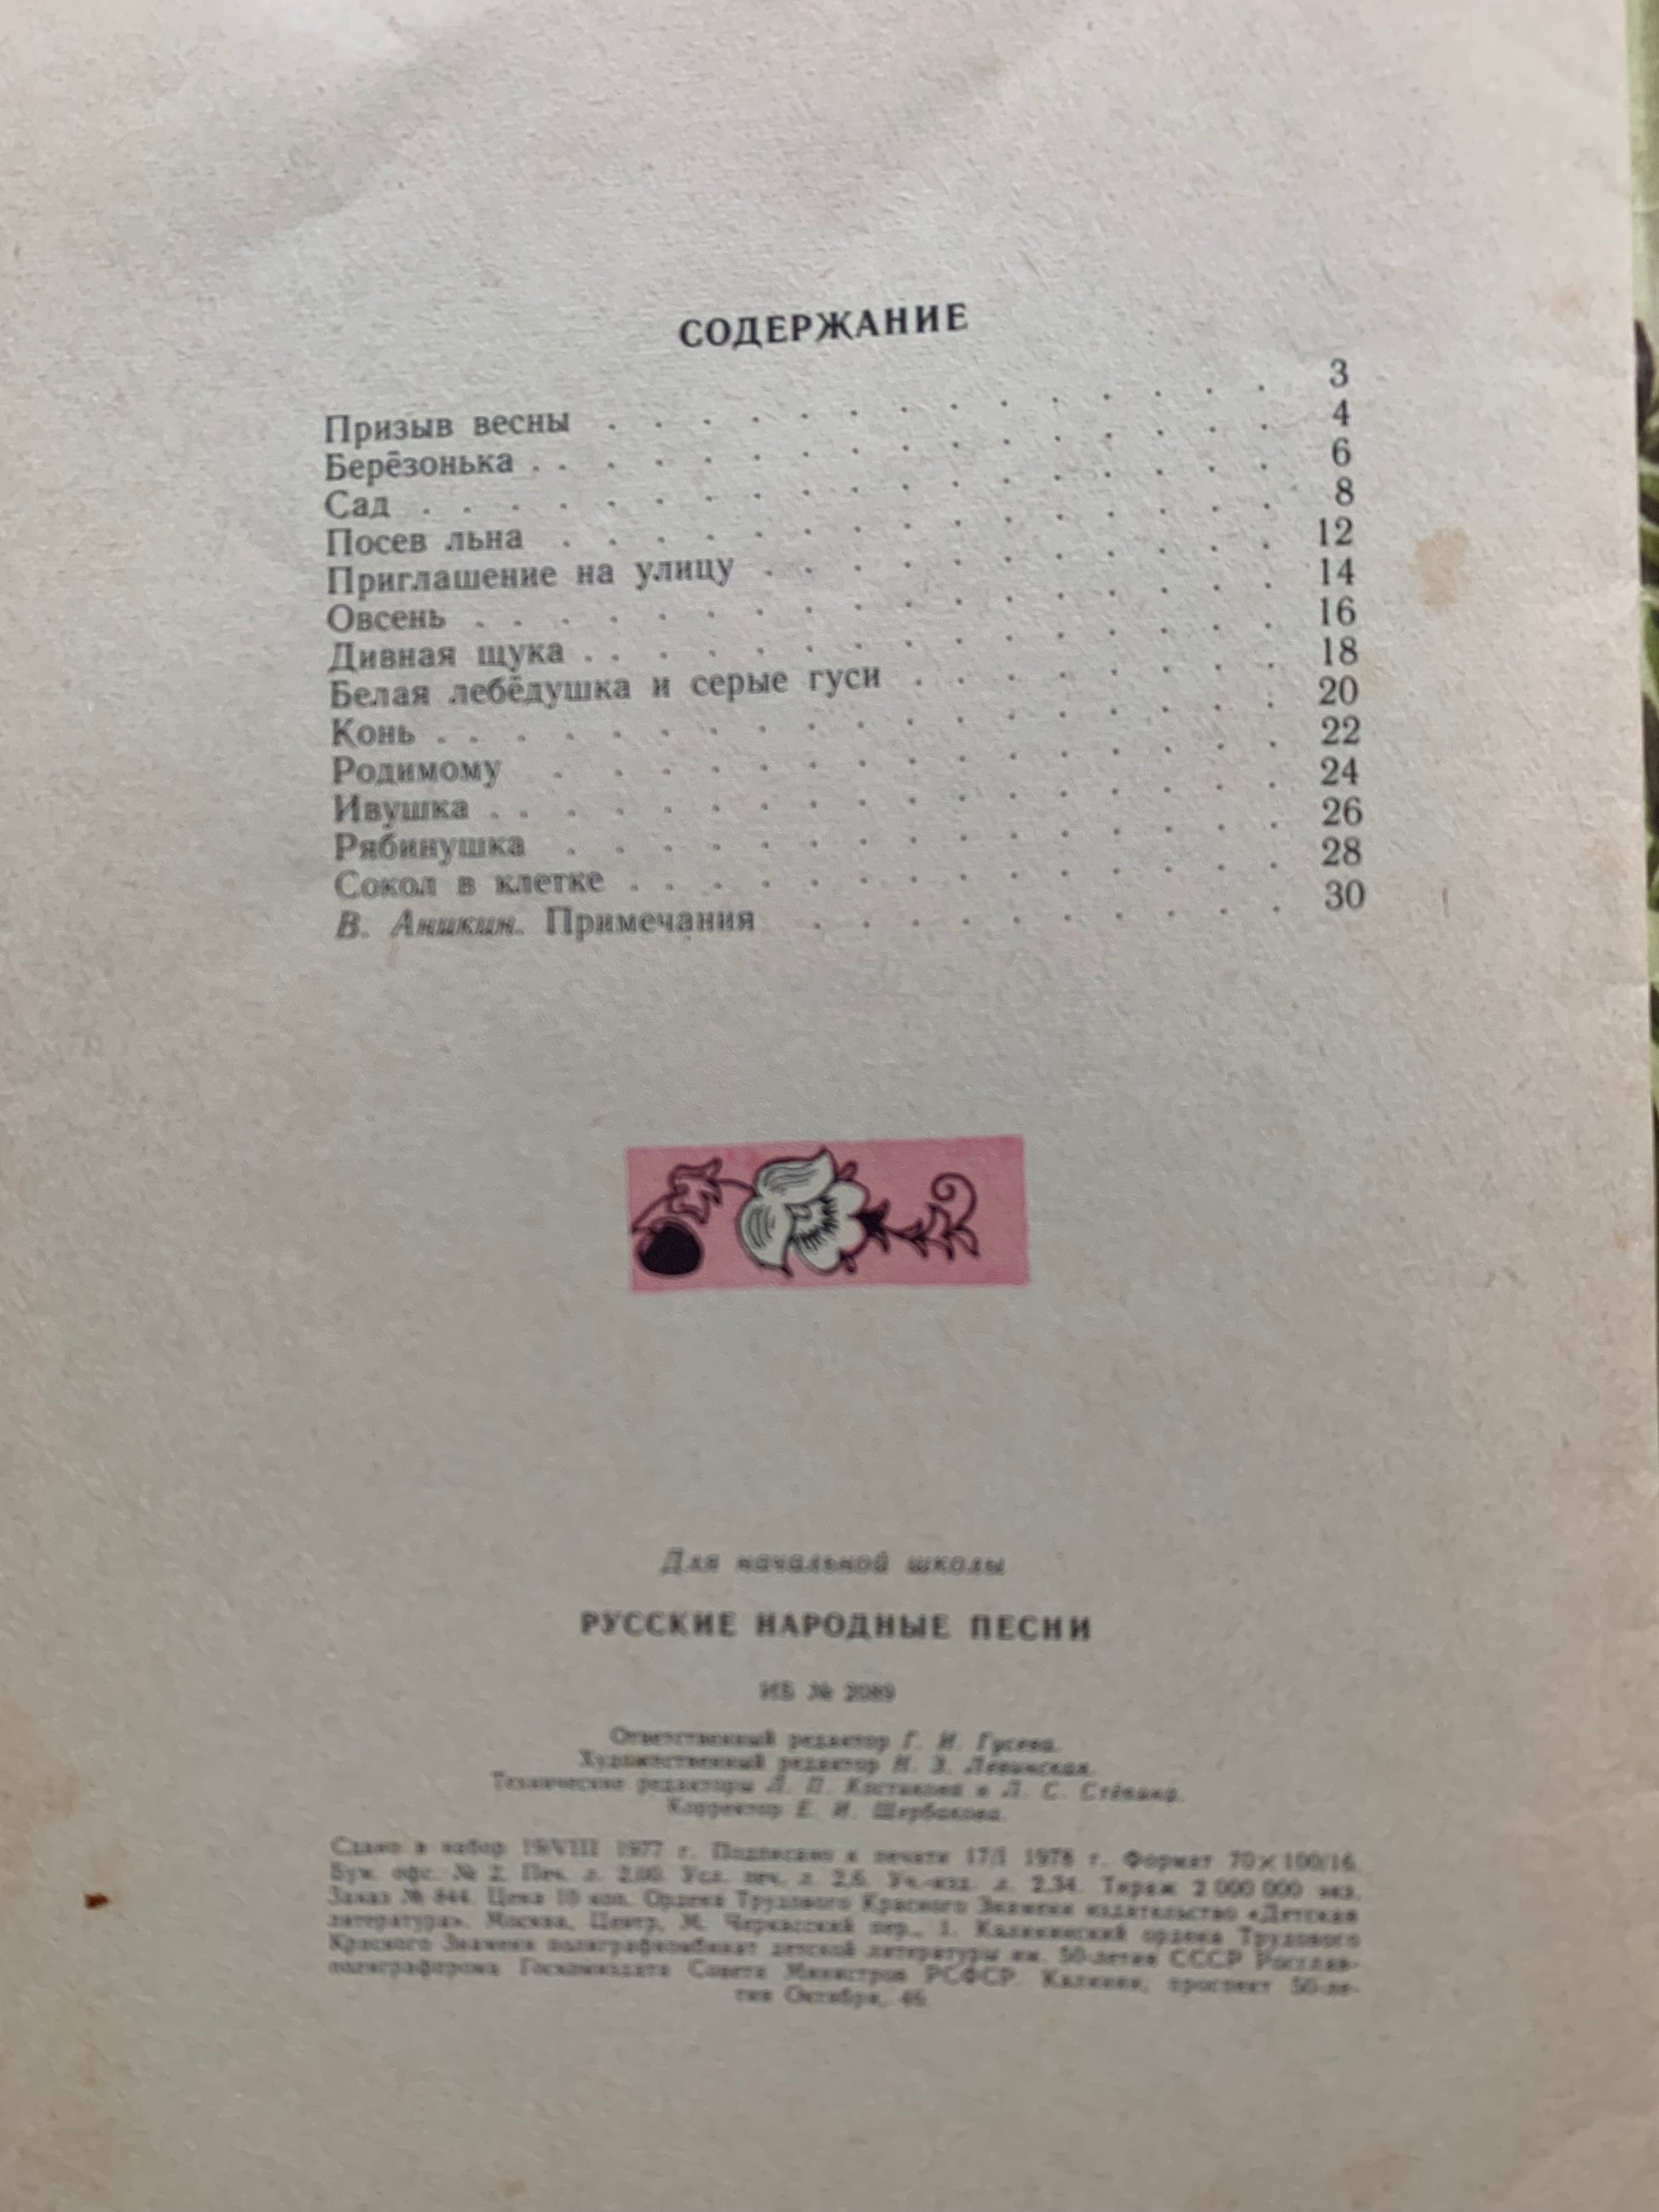 СОДЕРЖАНИЕ
Призыв весны . . . . . . . . . . . . . . 3
Берёзонька . . . . . . . . . . . . . . . . 4
Сад . . . . . . . . . . . . . . . . . . 6
Посев льна . . . . . . . . . . . . . . . 8
Приглашение на улицу . . . . . . . . . . . 12
Овсень . . . . . . . . . . . . . . . . . 14
Дивная щука . . . . . . . . . . . . . . . 16
Белая лебёдушка и серые гуси . . . . . . . . 18
Конь . . . . . . . . . . . . . . . . . . 20
Родимому . . . . . . . . . . . . . . . 22
Ивушка . . . . . . . . . . . . . . . . . 24
Рябинушка . . . . . . . . . . . . . . . 26
Сокол в клетке . . . . . . . . . . . . . . 28
В. Аникин. Примечания . . . . . . . . . . 30
Для начальной школы
РУССКИЕ НАРОДНЫЕ ПЕСНИ
ИБ № 2089
Ответственный редактор Г. И. Гусева.
Художественный редактор Н. З. Левинская.
Технические редакторы Л. П. Костикова и Л. С. Стёпина.
Корректор Е. И. Щербакова.
Сдано в набор 19/VIII 1977 г. Подписано к печати 17/I 1978 г. Формат 70×100/16.
Бум. офс. № 2. Печ. л. 2,00. Усл. печ. л. 2,6. Уч.-изд. л. 2,34. Тираж 2 000 000 экз.
Заказ № 844. Цена 10 коп. Ордена Трудового Красного Знамени издательство «Детская
литература». Москва, Центр, М. Черкасский пер., 1. Калининский ордена Трудового
Красного Знамени полиграфкомбинат детской литературы им. 50-летия СССР Росглав-
полиграфпрома Госкомиздата Совета Министров РСФСР. Калинин, проспект 50-ле-
тия Октября, 46.